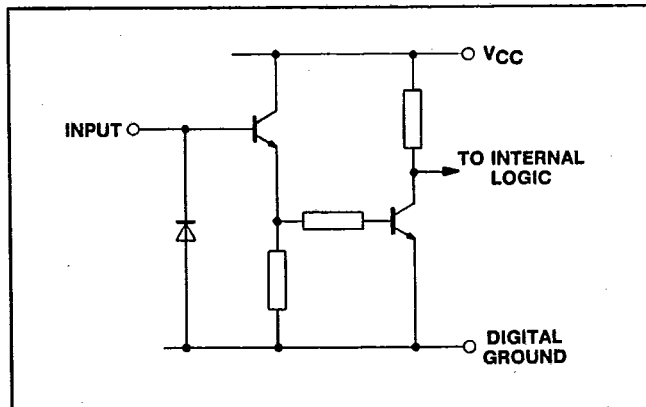 VCC
INPUT
TO INTERNAL
LOGIC
DIGITAL
GROUND